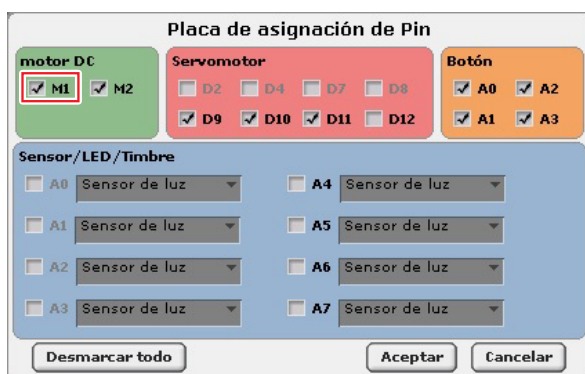 Placa de asignación de Pin
motor DC
M1 M2
Servomotor
D2 D4 D7 D8
D9 D10 D11 D12
Botón
A0 A2
A1 A3
Sensor/LED/Timbre
A0 Sensor de luz A4 Sensor de luz
A1 Sensor de luz A5 Sensor de luz
A2 Sensor de luz A6 Sensor de luz
A3 Sensor de luz A7 Sensor de luz
Desmarcar todo Aceptar Cancelar